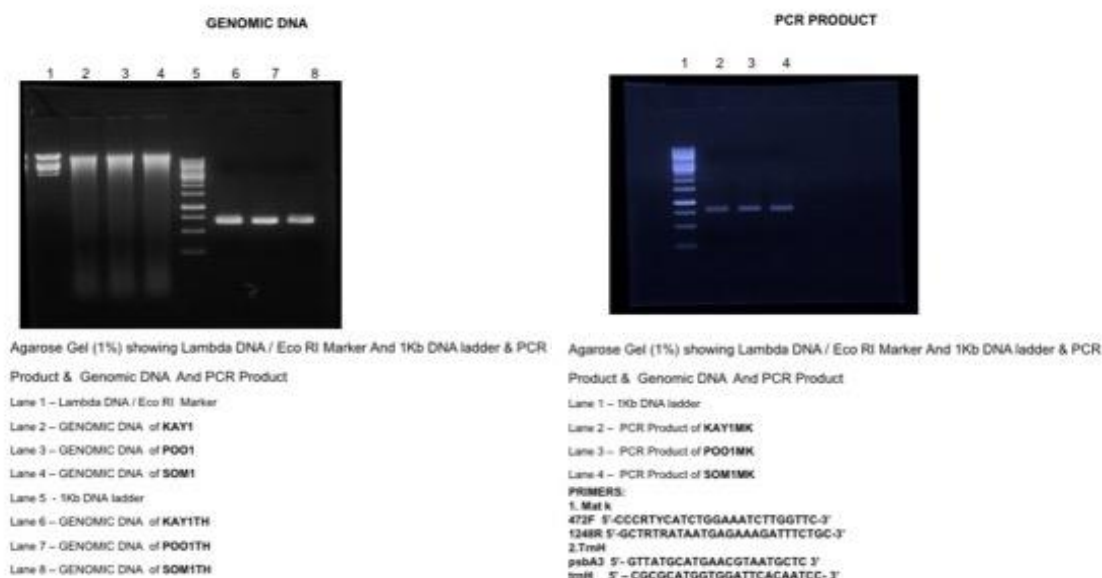 GENOMIC DNA
1 2 3 4 5 6 7 8
Agarose Gel (1%) showing Lambda DNA / Eco RI Marker And 1Kb DNA ladder & PCR
Product & Genomic DNA And PCR Product
Lane 1 – Lambda DNA / Eco RI Marker
Lane 2 – GENOMIC DNA of KAY1
Lane 3 – GENOMIC DNA of POO1
Lane 4 – GENOMIC DNA of SOM1
Lane 5 - 1Kb DNA ladder
Lane 6 – GENOMIC DNA of KAY1TH
Lane 7 – GENOMIC DNA of POO1TH
Lane 8 – GENOMIC DNA of SOM1TH
PCR PRODUCT
1 2 3 4
Agarose Gel (1%) showing Lambda DNA / Eco RI Marker And 1Kb DNA ladder & PCR
Product & Genomic DNA And PCR Product
Lane 1 – 1Kb DNA ladder
Lane 2 – PCR Product of KAY1MK
Lane 3 – PCR Product of POO1MK
Lane 4 – PCR Product of SOM1MK
PRIMERS:
1. Mat k
472F 5'-CCCRTYCATCTGGAAATCTTGGTTC-3'
1248R 5'-GCTRTRATAATGAGAAAGATTTCTGC-3'
2.TrnH
psbA3 5'- GTTATGCATGAACGTAATGCTC 3'
trnH 5' – CGCGCATGGTGGATTCACAATCC- 3'